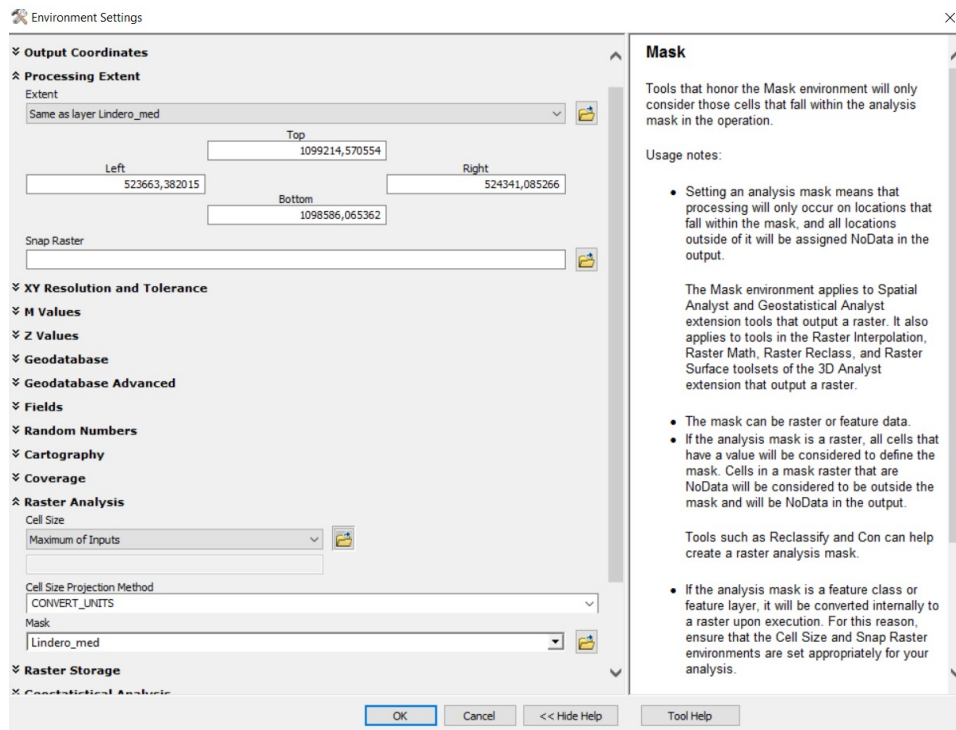 Environment Settings
Output Coordinates
Processing Extent
Extent
Same as layer Lindero_med
Top
1099214,570554
Left
Right
523663,382015
524341,085266
Bottom
1098586,065362
Snap Raster
XY Resolution and Tolerance
M Values
Z Values
Geodatabase
Geodatabase Advanced
Fields
Random Numbers
Cartography
Coverage
Raster Analysis
Cell Size
Maximum of Inputs
Cell Size Projection Method
CONVERT_UNITS
Mask
Lindero_med
Raster Storage
Geostatistical Analysis
Mask
Tools that honor the Mask environment will only
consider those cells that fall within the analysis
mask in the operation.
Usage notes:
• Setting an analysis mask means that
processing will only occur on locations that
fall within the mask, and all locations
outside of it will be assigned NoData in the
output.
The Mask environment applies to Spatial
Analyst and Geostatistical Analyst
extension tools that output a raster. It also
applies to tools in the Raster Interpolation,
Raster Math, Raster Reclass, and Raster
Surface toolsets of the 3D Analyst
extension that output a raster.
• The mask can be raster or feature data.
• If the analysis mask is a raster, all cells that
have a value will be considered to define the
mask. Cells in a mask raster that are
NoData will be considered to be outside the
mask and will be NoData in the output.
Tools such as Reclassify and Con can help
create a raster analysis mask.
• If the analysis mask is a feature class or
feature layer, it will be converted internally to
a raster upon execution. For this reason,
ensure that the Cell Size and Snap Raster
environments are set appropriately for your
analysis.
OK
Cancel
<< Hide Help
Tool Help